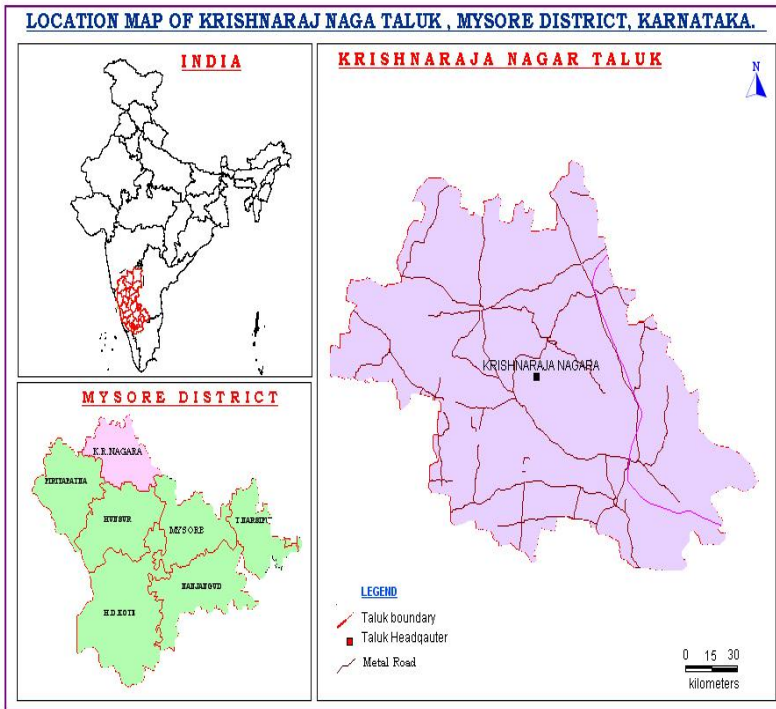 LOCATION MAP OF KRISHNARAJ NAGA TALUK , MYSORE DISTRICT, KARNATAKA.
INDIA
KRISHNARAJA NAGAR TALUK
N
KRISHNARAJA NAGARA
MYSORE DISTRICT
K.R.NAGARA
PIRIYAPATNA
HUNSUR
MYSORE
T.NARSIPU
NANJANGUD
H.D.KOTE
LEGEND
Taluk boundary
Taluk Headqauter
Metal Road
0 15 30
kilometers